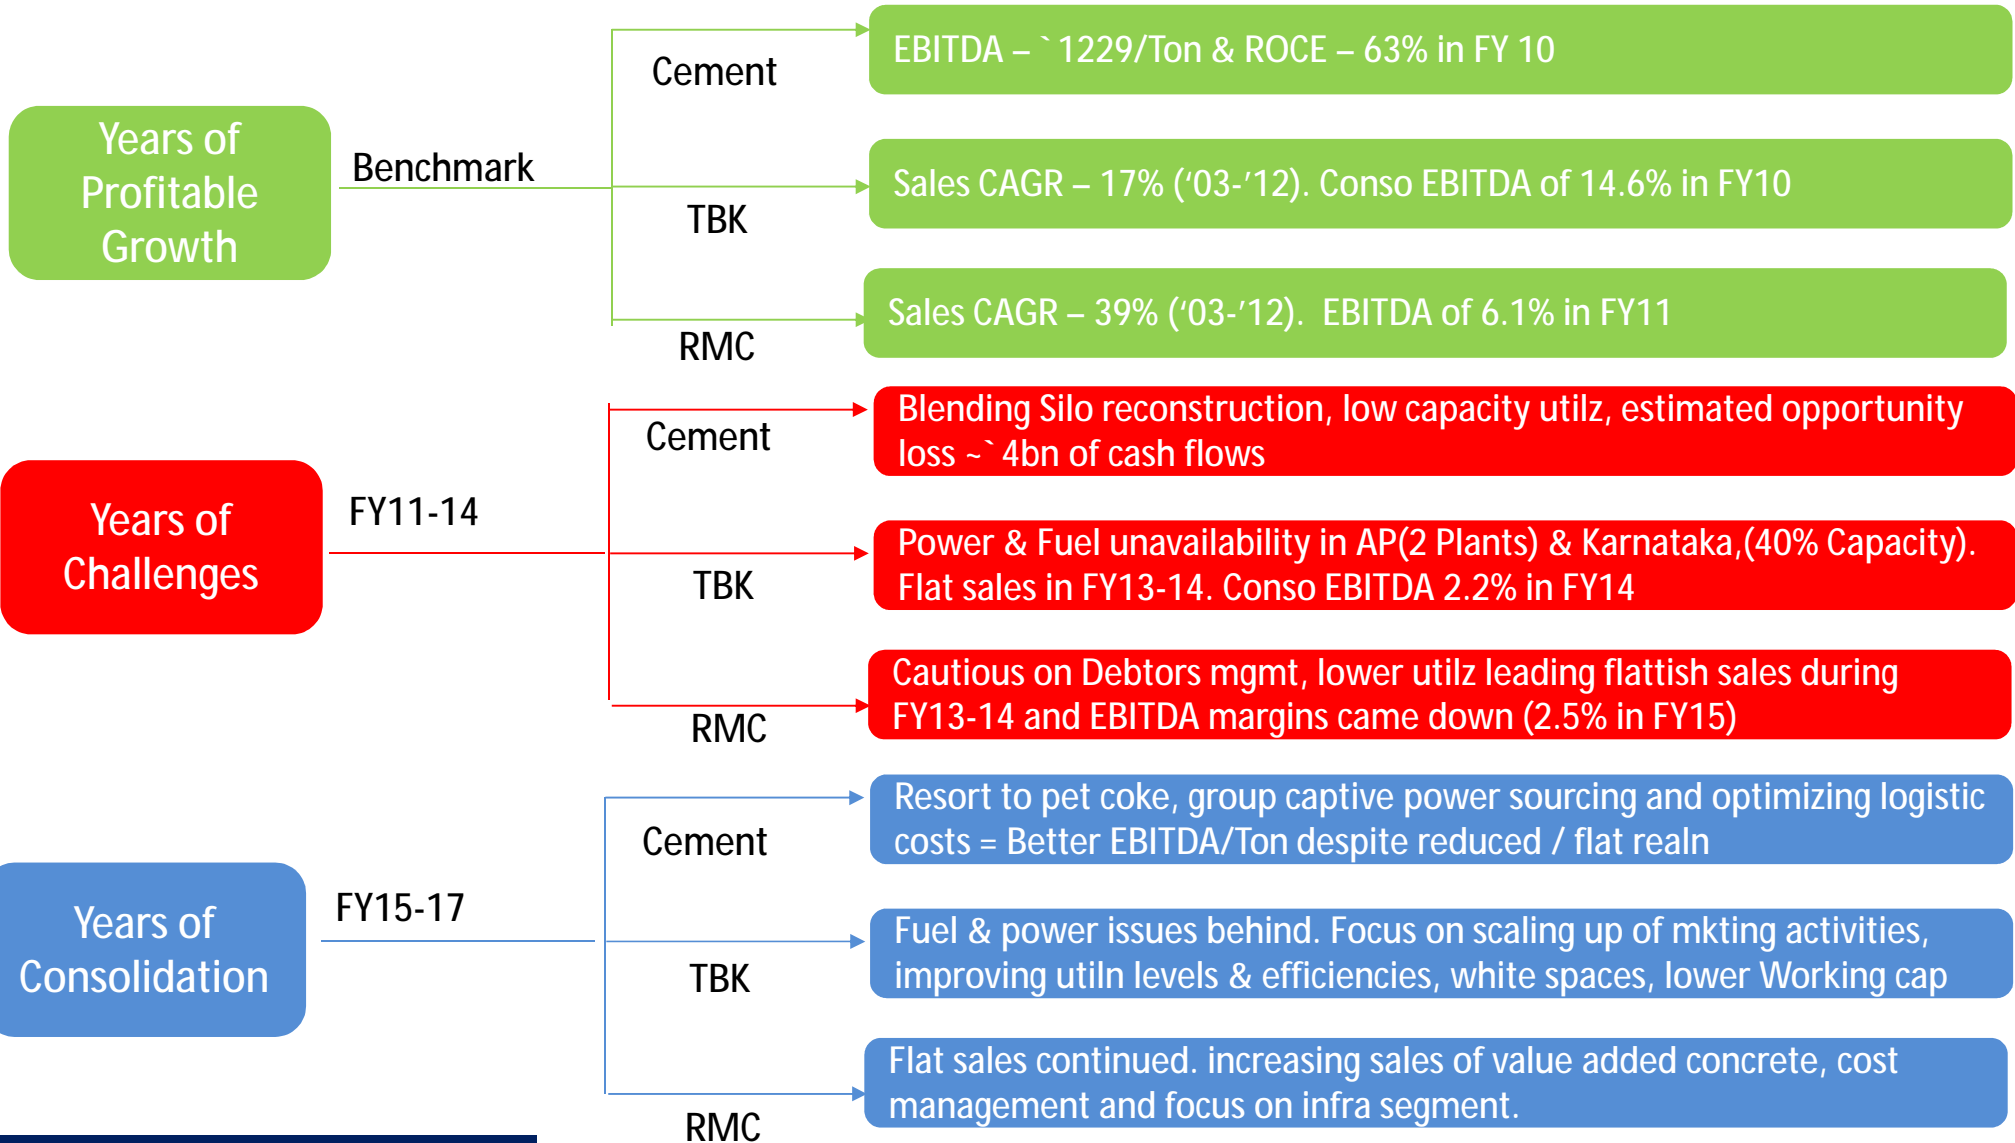 Years of
Profitable
Growth
Benchmark
Cement
EBITDA – ` 1229/Ton & ROCE – 63% in FY 10
TBK
Sales CAGR – 17% (‘03-’12). Conso EBITDA of 14.6% in FY10
RMC
Sales CAGR – 39% (‘03-’12). EBITDA of 6.1% in FY11
Years of
Challenges
FY11-14
Cement
Blending Silo reconstruction, low capacity utilz, estimated opportunity
loss ~` 4bn of cash flows
TBK
Power & Fuel unavailability in AP(2 Plants) & Karnataka,(40% Capacity).
Flat sales in FY13-14. Conso EBITDA 2.2% in FY14
RMC
Cautious on Debtors mgmt, lower utilz leading flattish sales during
FY13-14 and EBITDA margins came down (2.5% in FY15)
Years of
Consolidation
FY15-17
Cement
Resort to pet coke, group captive power sourcing and optimizing logistic
costs = Better EBITDA/Ton despite reduced / flat realn
TBK
Fuel & power issues behind. Focus on scaling up of mkting activities,
improving utiln levels & efficiencies, white spaces, lower Working cap
RMC
Flat sales continued. increasing sales of value added concrete, cost
management and focus on infra segment.